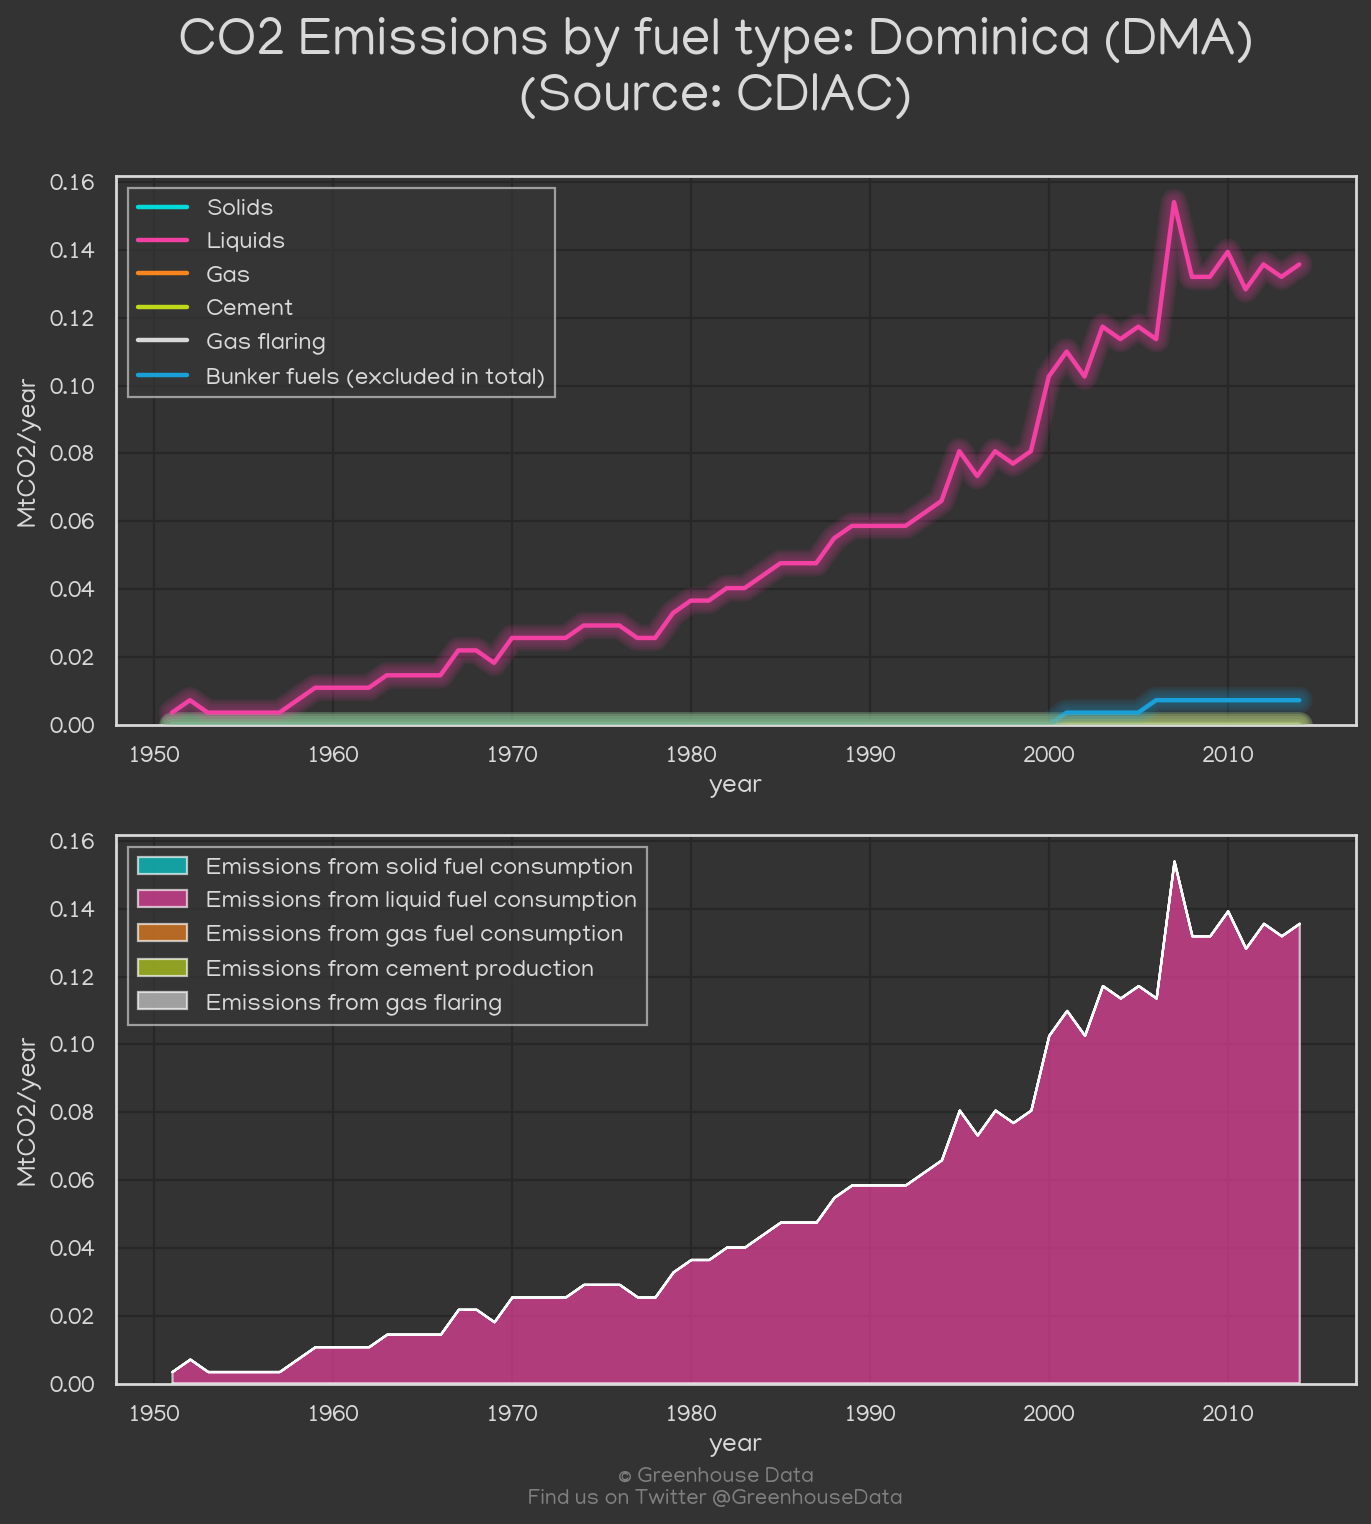 CO2 Emissions by fuel type: Dominica (DMA)
(Source: CDIAC)
0.16
0.14
0.12
0.10
0.08
0.06
0.04
0.02
0.00
MtCO2/year
Solids
Liquids
Gas
Cement
Gas flaring
Bunker fuels (excluded in total)
1950 1960 1970 1980 1990 2000 2010
year
0.16
0.14
0.12
0.10
0.08
0.06
0.04
0.02
0.00
MtCO2/year
Emissions from solid fuel consumption
Emissions from liquid fuel consumption
Emissions from gas fuel consumption
Emissions from cement production
Emissions from gas flaring
1950 1960 1970 1980 1990 2000 2010
year
© Greenhouse Data
Find us on Twitter @GreenhouseData